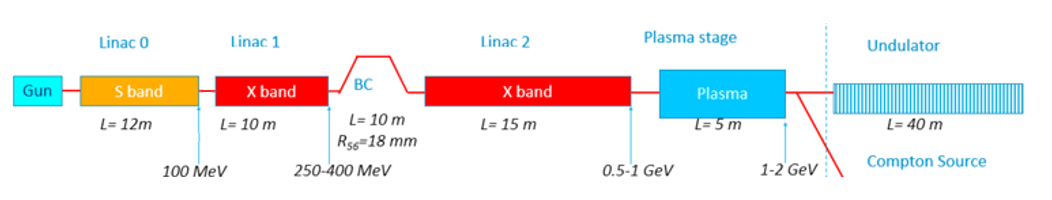 Linac 0
Linac 1
Linac 2
Plasma stage
Undulator
Gun
S band
X band
BC
X band
Plasma
L= 12m
L= 10 m
L= 10 m
R56=18 mm
L= 15 m
L= 5 m
L= 40 m
Compton Source
100 MeV
250-400 MeV
0.5-1 GeV
1-2 GeV